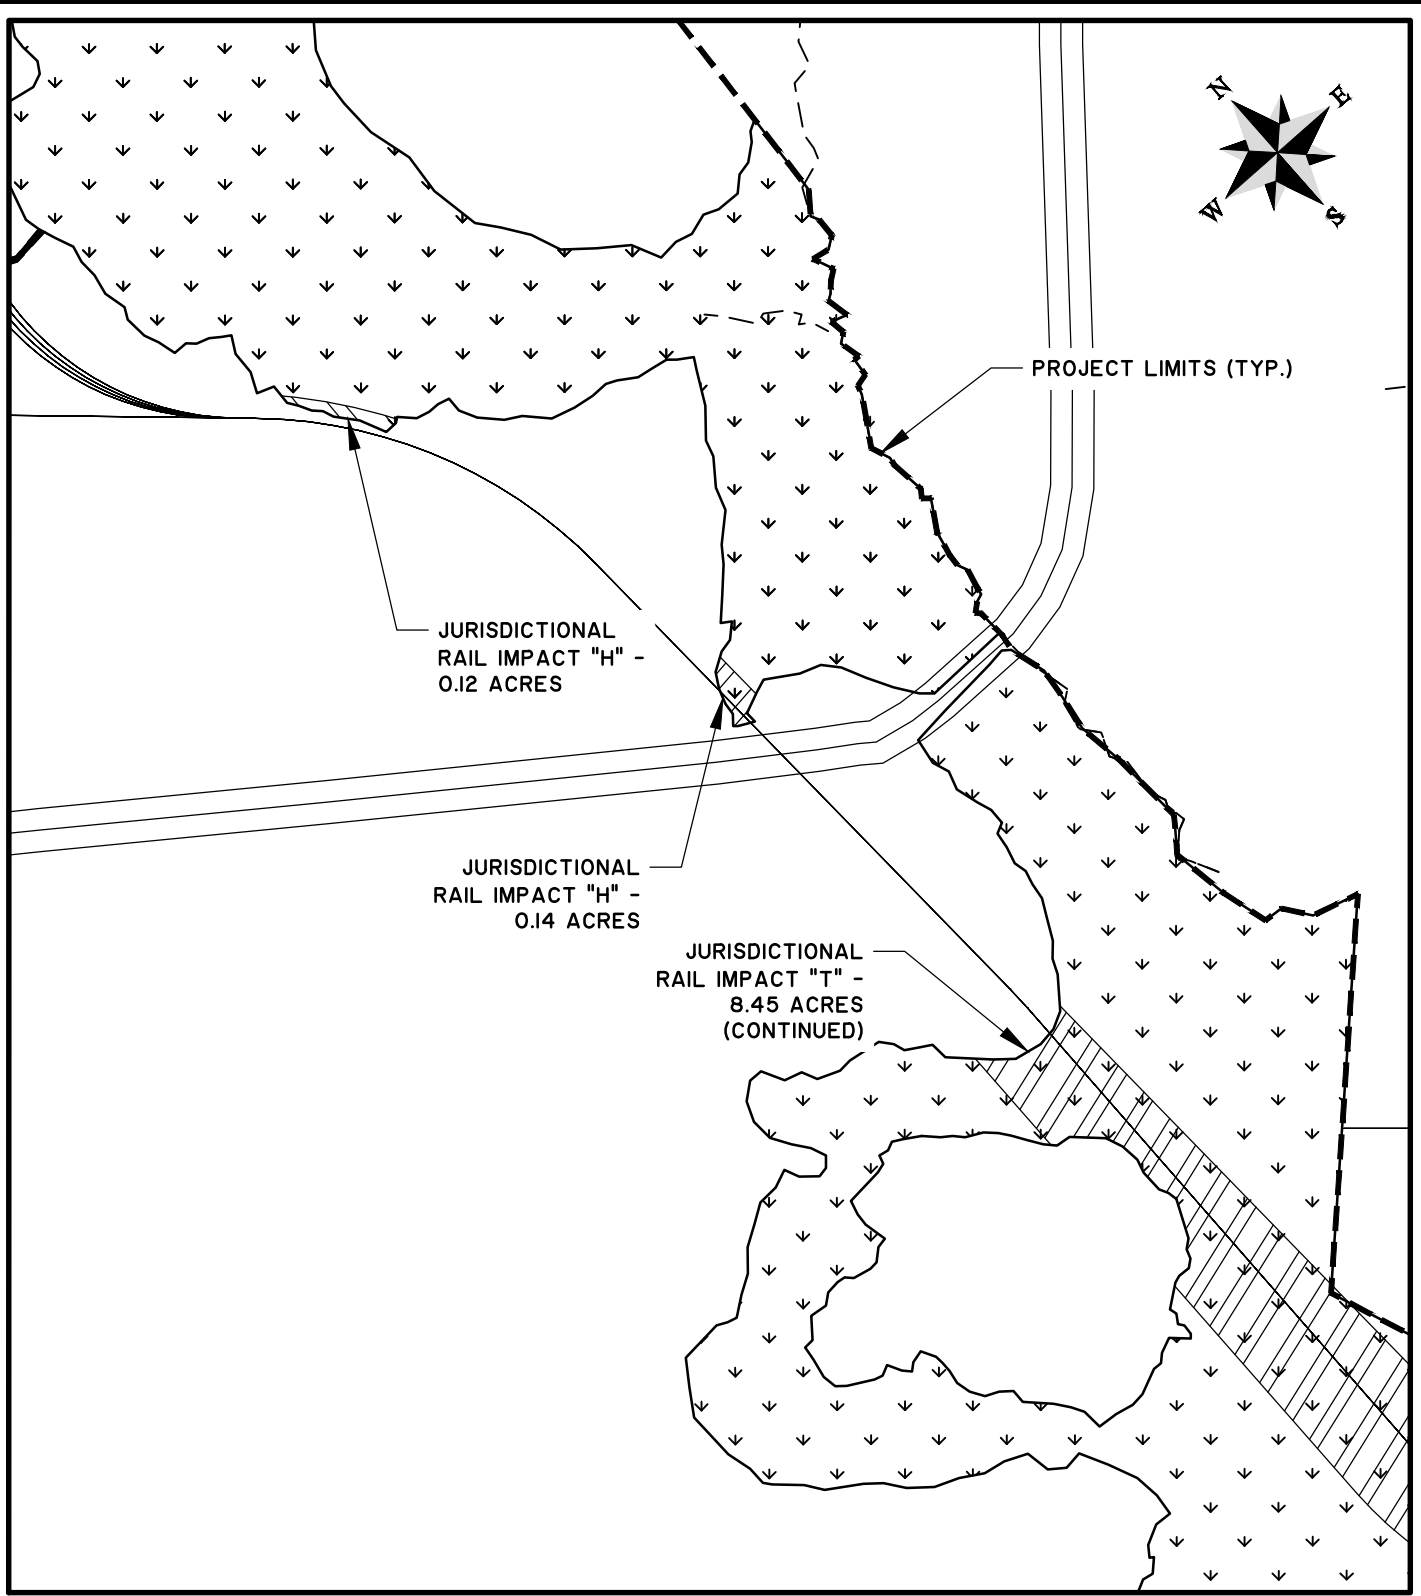 N
E
W
S
PROJECT LIMITS (TYP.)
JURISDICTIONAL
RAIL IMPACT "H" -
0.12 ACRES
JURISDICTIONAL
RAIL IMPACT "H" -
0.14 ACRES
JURISDICTIONAL
RAIL IMPACT "T" -
8.45 ACRES
(CONTINUED)